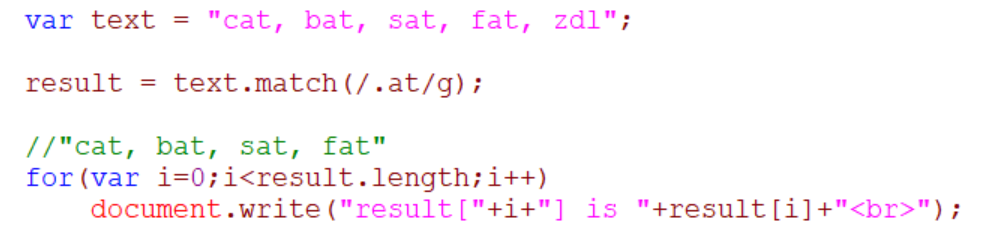 var text = "cat, bat, sat, fat, zdl";
result = text.match(/.at/g);
//"cat, bat, sat, fat"
for(var i=0;i<result.length;i++)
document.write("result["+i+"] is "+result[i]+"<br>");